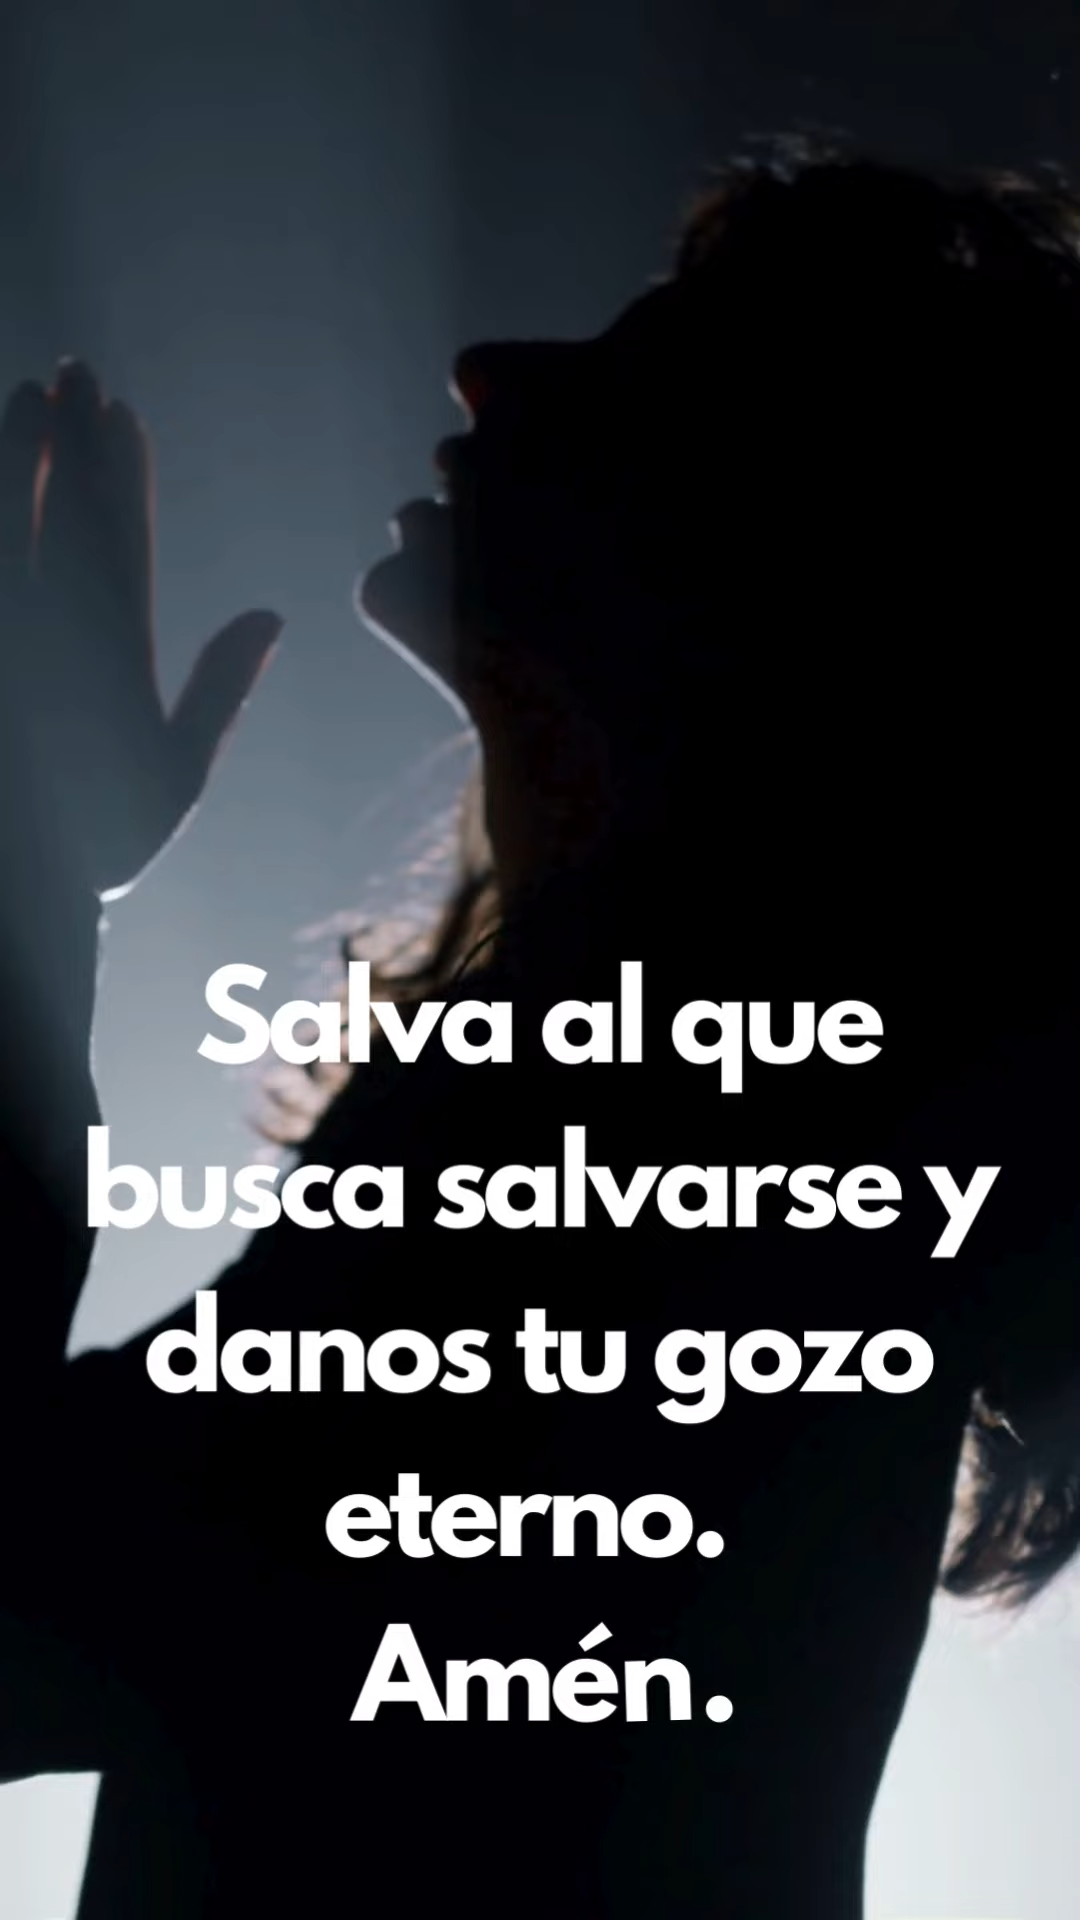 Salva al que
busca salvarse y
danos tu gozo
eterno.
Amén.